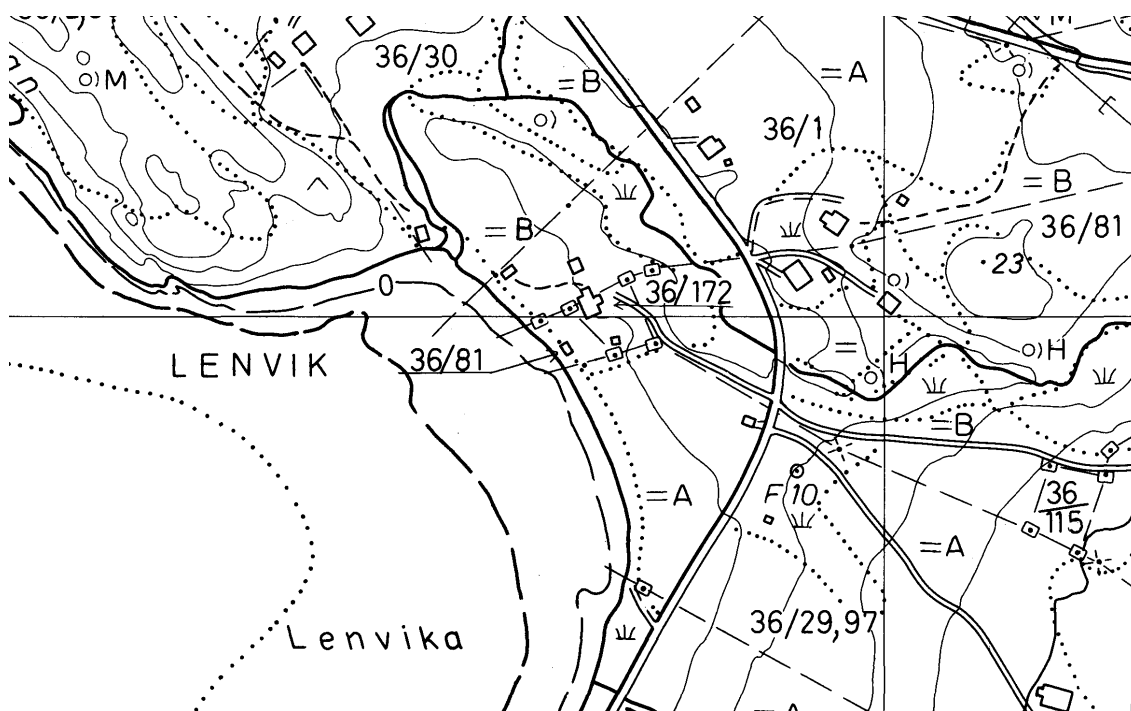 M
36/30
=B
=A
36/1
M
=B
36/81
=B
23
0
36/172
LENVIK
36/81
=
H
H
=B
=A
F 10
36
115
=A
36/29,97
Lenvika